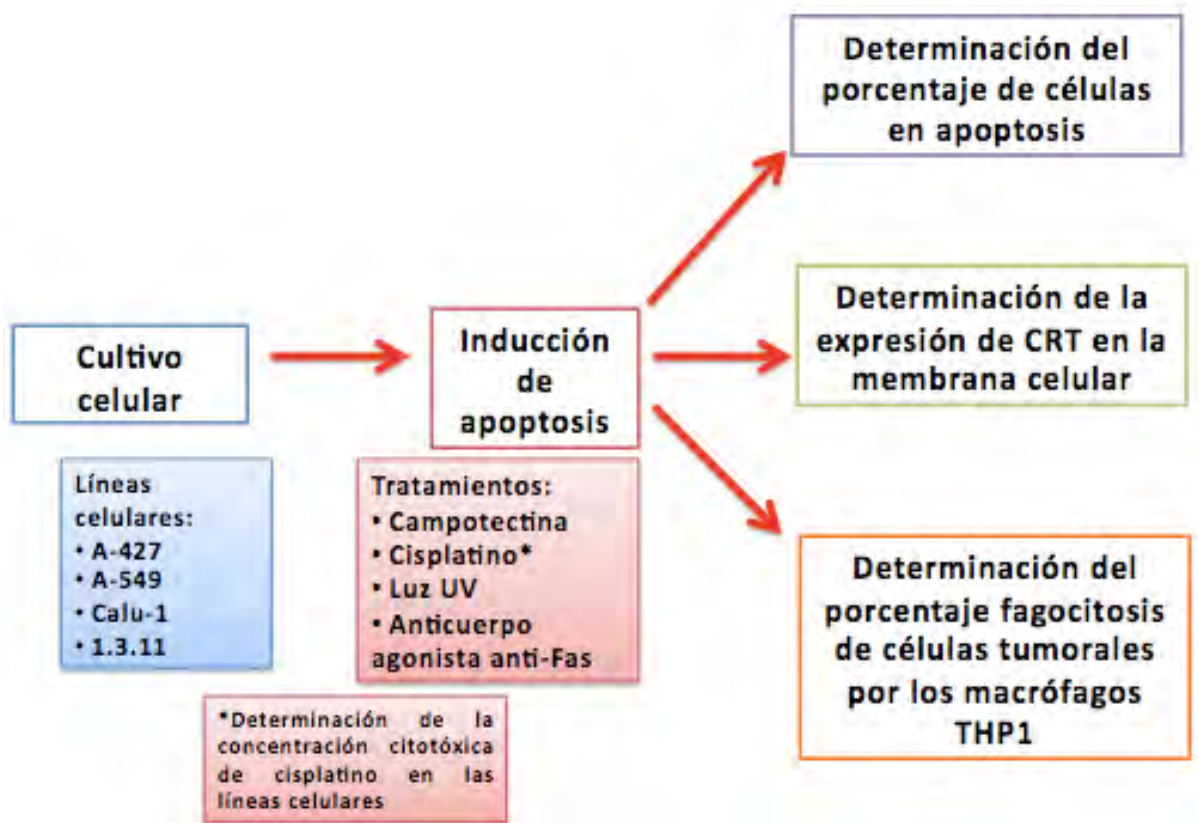 Cultivo
celular
Líneas
celulares:
• A-427
• A-549
• Calu-1
• 1.3.11
Inducción
de
apoptosis
Tratamientos:
• Campotectina
• Cisplatino*
• Luz UV
• Anticuerpo
agonista anti-Fas
*Determinación de la
concentración citotóxica
de cisplatino en las
líneas celulares
Determinación del
porcentaje de células
en apoptosis
Determinación de la
expresión de CRT en la
membrana celular
Determinación del
porcentaje fagocitosis
de células tumorales
por los macrófagos
THP1